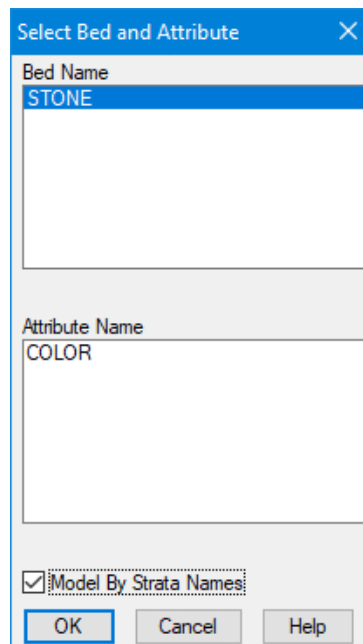 Select Bed and Attribute
Bed Name
STONE
Attribute Name
COLOR
Model By Strata Names
OK Cancel Help